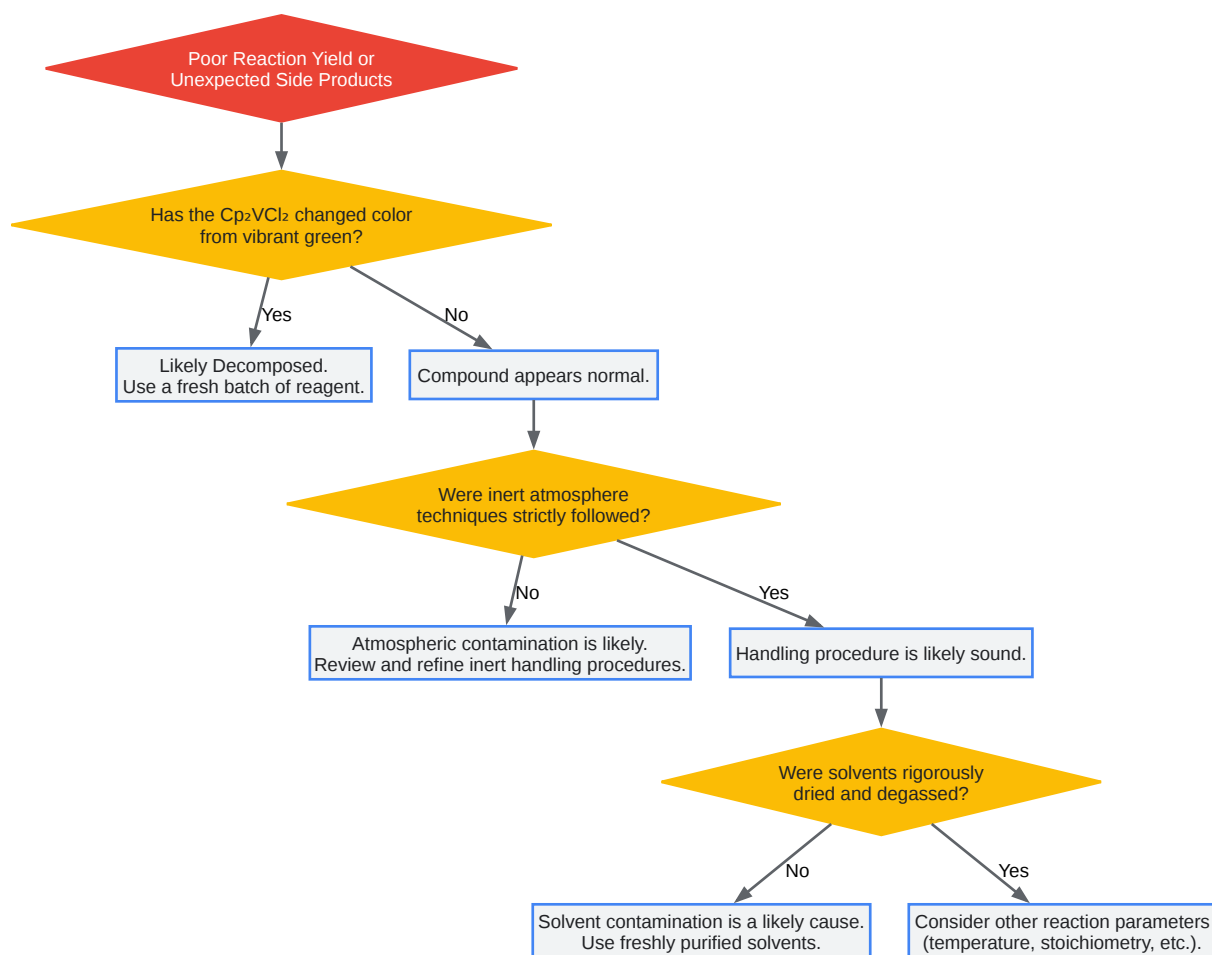 Poor Reaction Yield or
Unexpected Side Products
Has the Cp₂VCl₂ changed color
from vibrant green?
Yes
No
Likely Decomposed.
Use a fresh batch of reagent.
Compound appears normal.
Were inert atmosphere
techniques strictly followed?
No
Yes
Atmospheric contamination is likely.
Review and refine inert handling procedures.
Handling procedure is likely sound.
Were solvents rigorously
dried and degassed?
No
Yes
Solvent contamination is a likely cause.
Use freshly purified solvents.
Consider other reaction parameters
(temperature, stoichiometry, etc.).